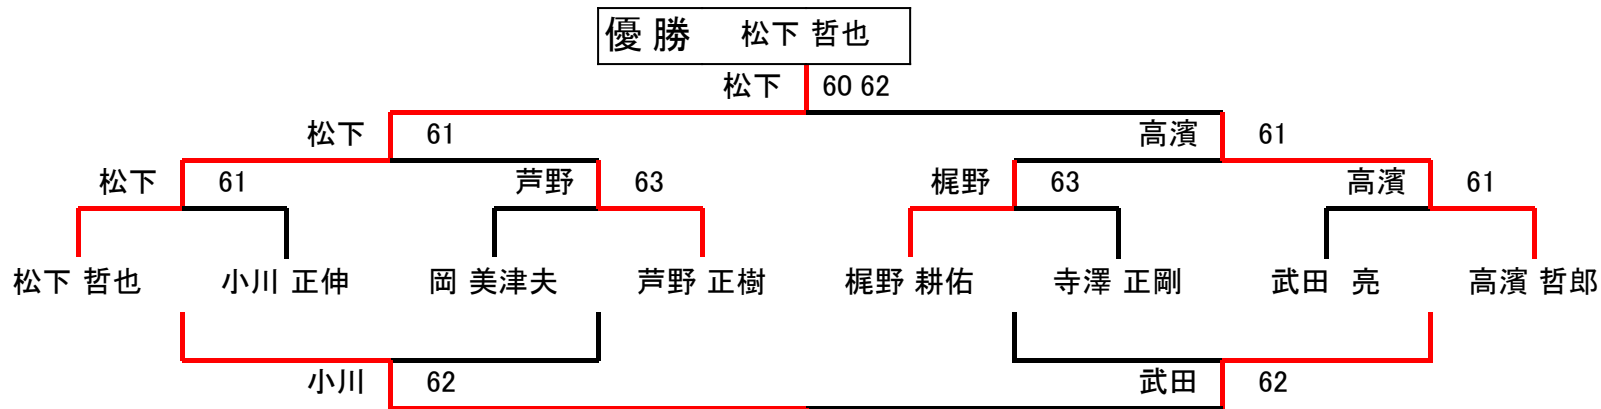 優 勝 松下 哲也
松下 60 62
松下 61 高濱 61
松下 61 芦野 63 梶野 63 高濱 61
松下 哲也 小川 正伸 岡 美津夫 芦野 正樹 梶野 耕佑 寺澤 正剛 武田 亮 高濱 哲郎
小川 62 武田 62